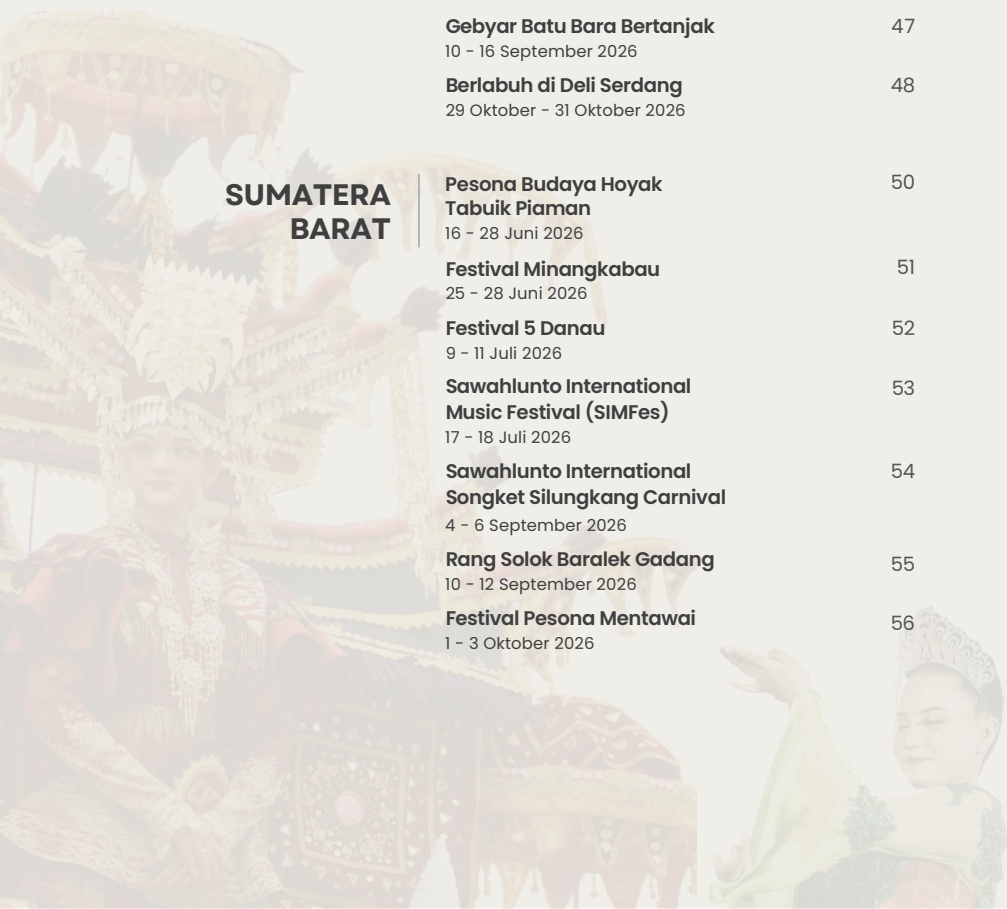 Gebyar Batu Bara Bertanjak 47
10 - 16 September 2026
Berlabuh di Deli Serdang 48
29 Oktober - 31 Oktober 2026
SUMATERA
BARAT
Pesona Budaya Hoyak 50
Tabuik Piaman
16 - 28 Juni 2026
Festival Minangkabau 51
25 - 28 Juni 2026
Festival 5 Danau 52
9 - 11 Juli 2026
Sawahlunto International 53
Music Festival (SIMFes)
17 - 18 Juli 2026
Sawahlunto International 54
Songket Silungkang Carnival
4 - 6 September 2026
Rang Solok Baralek Gadang 55
10 - 12 September 2026
Festival Pesona Mentawai 56
1 - 3 Oktober 2026